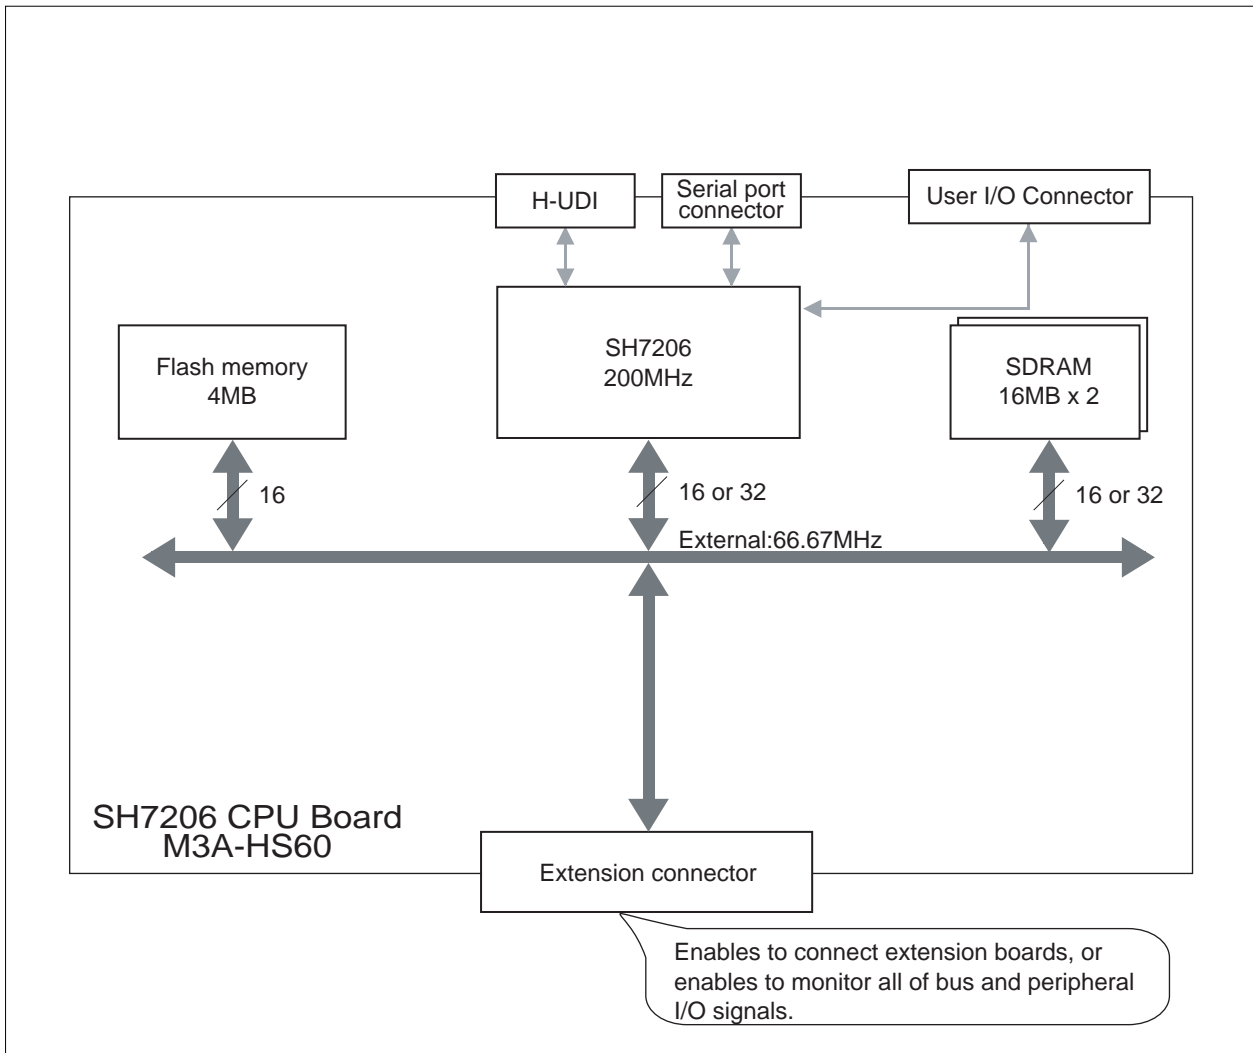 H-UDI
Serial port
connector
User I/O Connector
Flash memory
4MB
SH7206
200MHz
SDRAM
16MB x 2
16
16 or 32
16 or 32
External:66.67MHz
SH7206 CPU Board
M3A-HS60
Extension connector
Enables to connect extension boards, or
enables to monitor all of bus and peripheral
I/O signals.